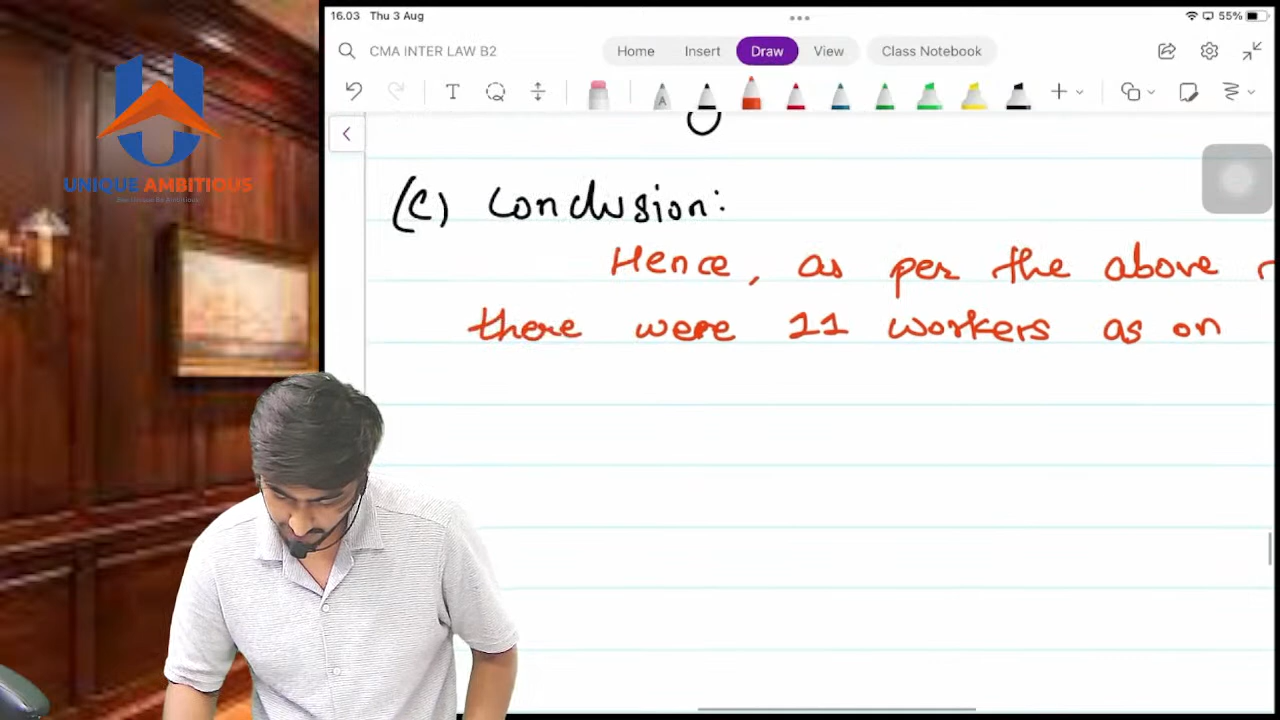 16.03 Thu 3 Aug
55%
CMA INTER LAW B2
Home Insert Draw View Class Notebook
T
A
UNIQUE AMBITIOUS
(C) Conclusion:
Hence, as per the above
there were 11 workers as on